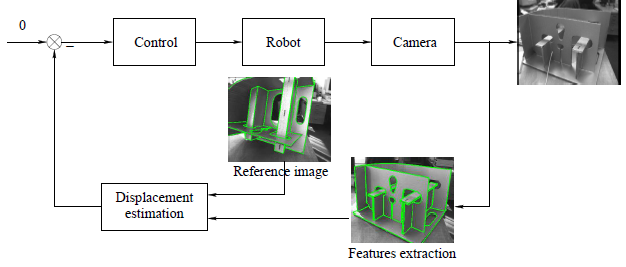 0
–
Control
Robot
Camera
Reference image
Displacement
estimation
Features extraction